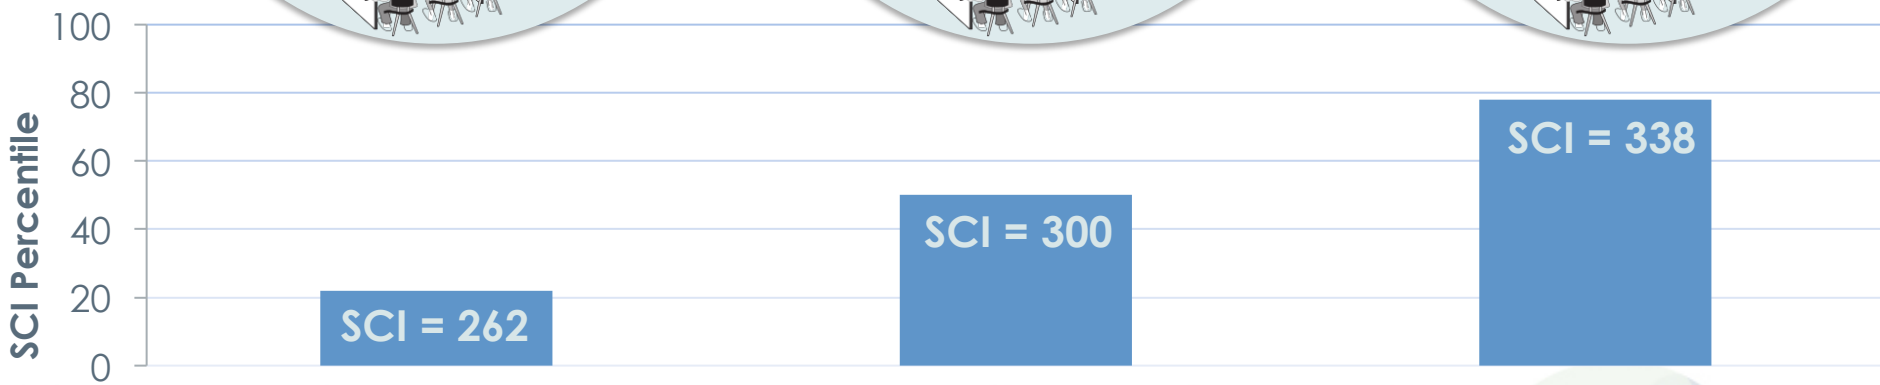 100
80
60
40
20
0
SCI Percentile
SCI = 262
SCI = 300
SCI = 338